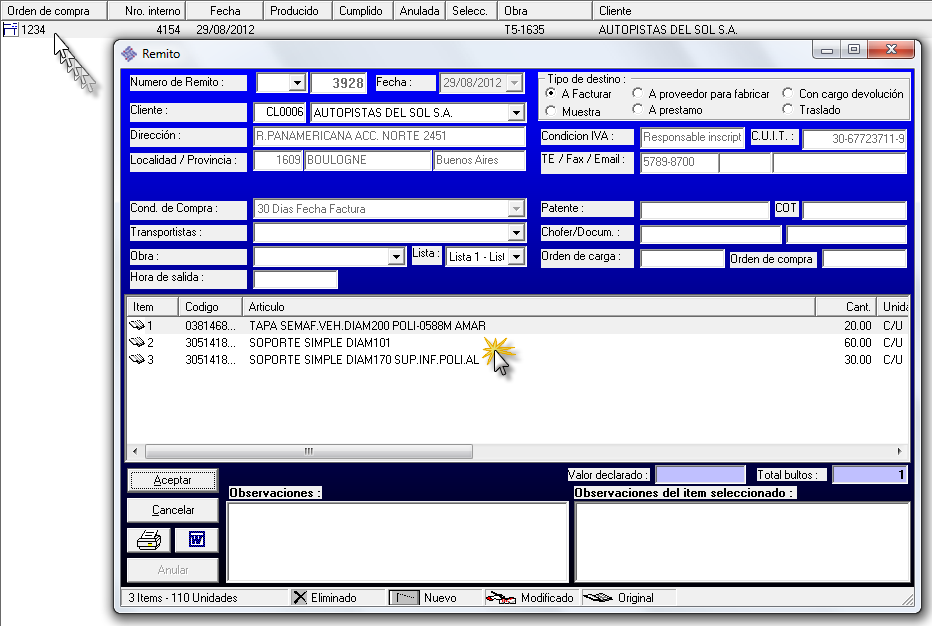 Orden de compra Nro. interno Fecha Producido Cumplido Anulada Selecc. Obra Cliente
1234 4154 29/08/2012 T5-1635 AUTOPISTAS DEL SOL S.A.
Remito
Numero de Remito : 3928 Fecha : 29/08/2012
Tipo de destino :
A Facturar A proveedor para fabricar Con cargo devolución
Muestra A prestamo Traslado
Cliente : CL0006 AUTOPISTAS DEL SOL S.A.
Dirección : R.PANAMERICANA ACC. NORTE 2451
Condicion IVA : Responsable inscript C.U.I.T. : 30-67723711-9
Localidad / Provincia : 1609 BOULOGNE Buenos Aires
TE / Fax / Email : 5789-8700
Cond. de Compra : 30 Dias Fecha Factura
Patente : COT
Transportistas :
Chofer/Docum. :
Obra : Lista : Lista 1 - List
Orden de carga : Orden de compra
Hora de salida :
Item Codigo Articulo Cant. Unida
1 0381468... TAPA SEMAF.VEH.DIAM200 POLI-0588M AMAR 20.00 C/U
2 3051418... SOPORTE SIMPLE DIAM101 60.00 C/U
3 3051418... SOPORTE SIMPLE DIAM170 SUP.INF.POLI.AL 30.00 C/U
Aceptar
Valor declarado : Total bultos : 1
Observaciones : Observaciones del item seleccionado :
Cancelar
W
Anular
3 Items - 110 Unidades Eliminado Nuevo Modificado Original